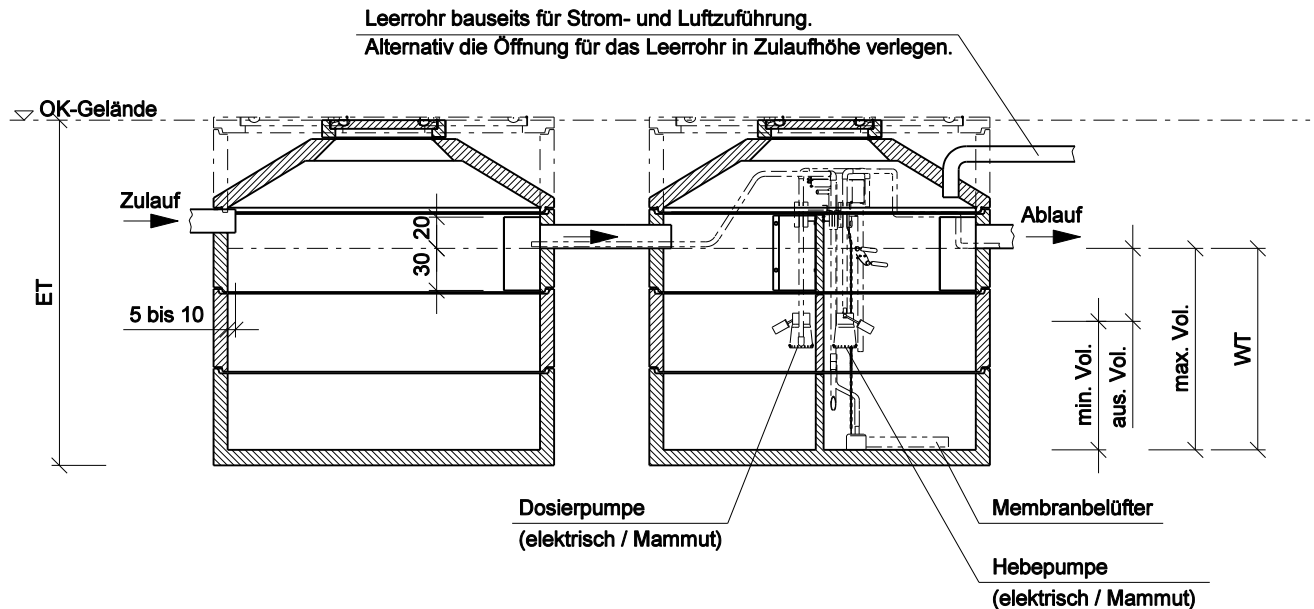 Leerrohr bauseits für Strom- und Luftzuführung.
Alternativ die Öffnung für das Leerrohr in Zulaufhöhe verlegen.
OK-Gelände
Zulauf
Ablauf
20
30
ET
5 bis 10
min. Vol.
aus. Vol.
max. Vol.
WT
Dosierpumpe
(elektrisch / Mammut)
Membranbelüfter
Hebepumpe
(elektrisch / Mammut)